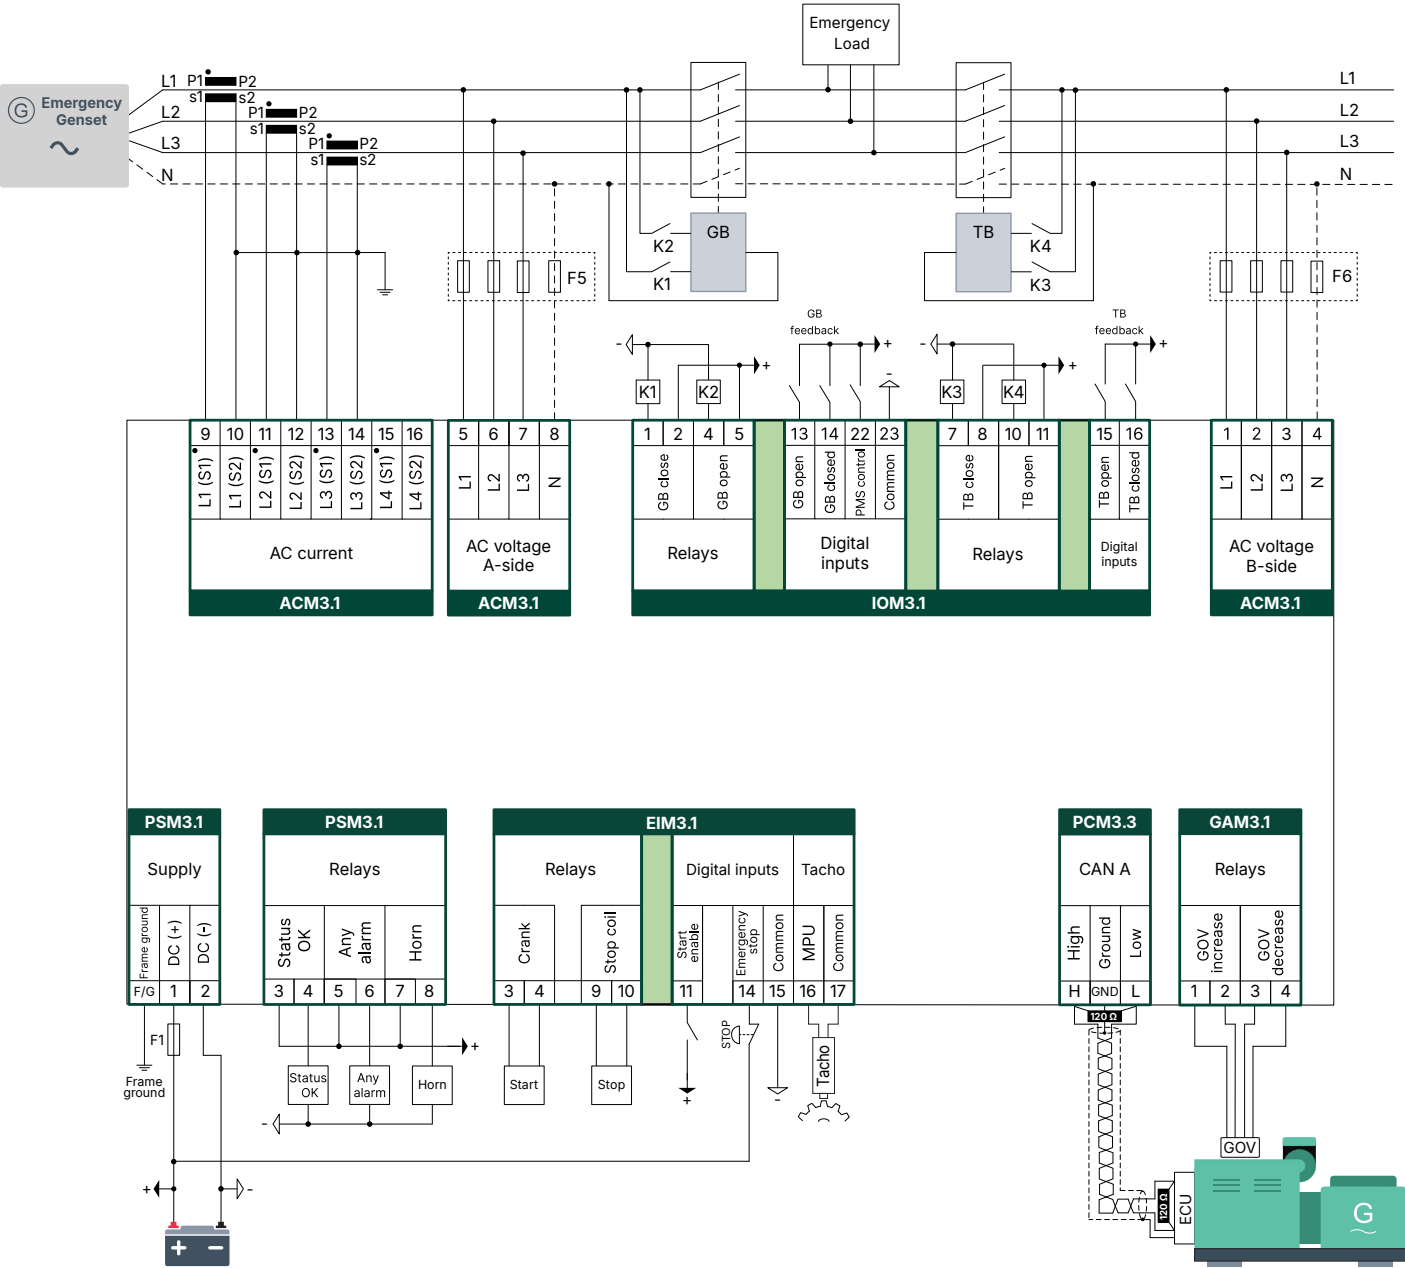 Emergency
Load
L1
P1
P2
s1
s2
L1
G
Emergency
Genset
L2
P1
P2
s1
s2
L2
L3
P1
P2
s1
s2
L3
N
N
K2
GB
K1
TB
K4
K3
F5
F6
GB
feedback
TB
feedback
-
+
+
-
-
+
+
K1
K2
K3
K4
9 10 11 12 13 14 15 16
L1 (S1)
L1 (S2)
L2 (S1)
L2 (S2)
L3 (S1)
L3 (S2)
L4 (S1)
L4 (S2)
AC current
ACM3.1
5 6 7 8
L1
L2
L3
N
AC voltage
A-side
ACM3.1
1 2 4 5
GB close
GB open
Relays
13 14 22 23
GB open
GB closed
PMS control
Common
Digital
inputs
7 8 10 11
TB close
TB open
Relays
15 16
TB open
TB closed
Digital
inputs
IOM3.1
1 2 3 4
L1
L2
L3
N
AC voltage
B-side
ACM3.1
PSM3.1
Supply
Frame ground
DC (+)
DC (-)
F/G 1 2
PSM3.1
Relays
Status
OK
Any
alarm
Horn
3 4 5 6 7 8
EIM3.1
Relays
Crank
Stop coil
3 4 9 10
Digital inputs
Start
enable
Emergency
stop
Common
11 14 15
Tacho
MPU
Common
16 17
PCM3.3
CAN A
High
Ground
Low
H GND L
120 Ω
GAM3.1
Relays
GOV
increase
GOV
decrease
1 2 3 4
F1
Frame
ground
+
Status
OK
Any
alarm
Horn
-
Start
Stop
+
STOP
-
Tacho
+
-
+ −
GOV
120 Ω
ECU
G